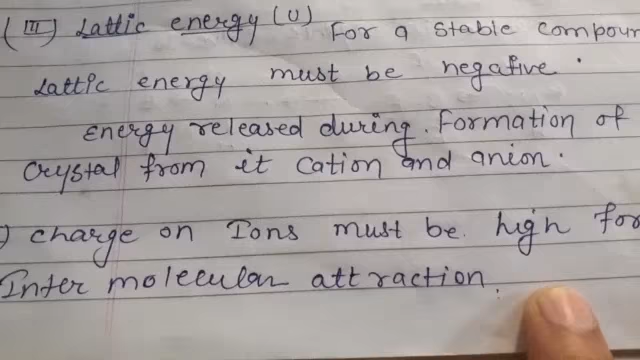 (III) Lattic energy (U) For a stable compoun
Lattic energy must be negative.
Energy released during. Formation of
crystal from it cation and anion.
) charge on Ions must be. high for
Inter molecular attraction.